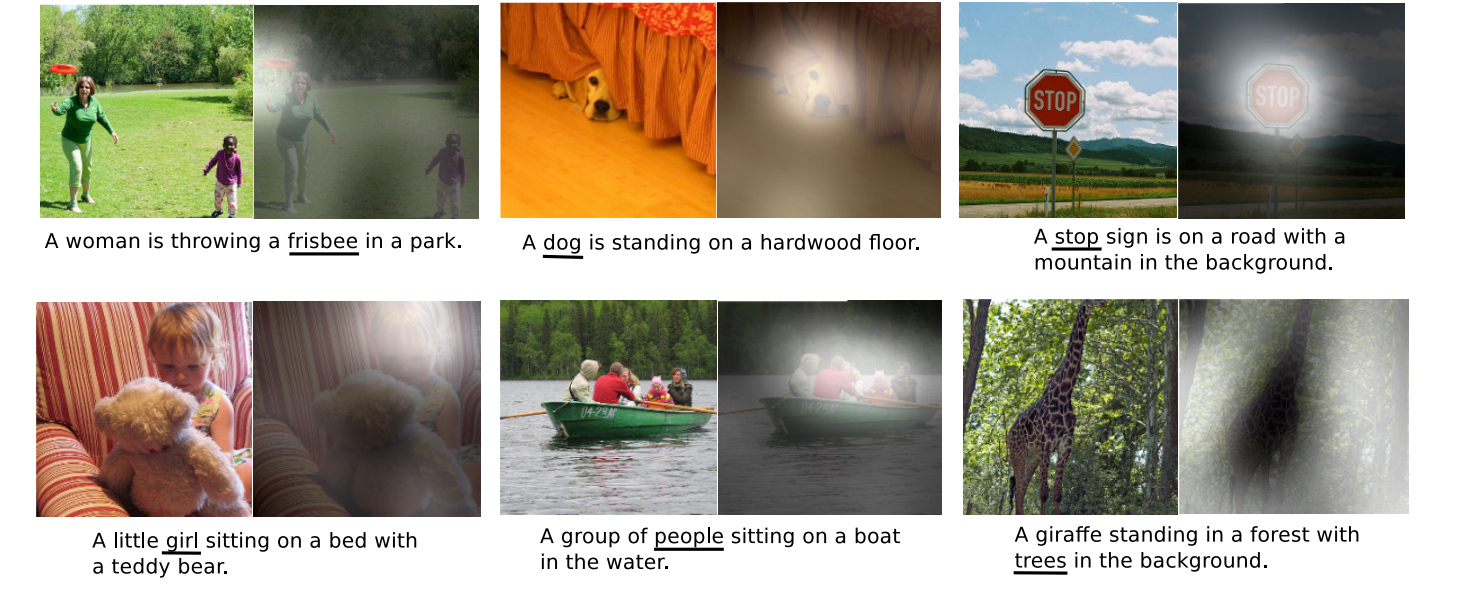 STOP
STOP
A woman is throwing a frisbee in a park.
A dog is standing on a hardwood floor.
A stop sign is on a road with a
mountain in the background.
A little girl sitting on a bed with
a teddy bear.
A group of people sitting on a boat
in the water.
A giraffe standing in a forest with
trees in the background.